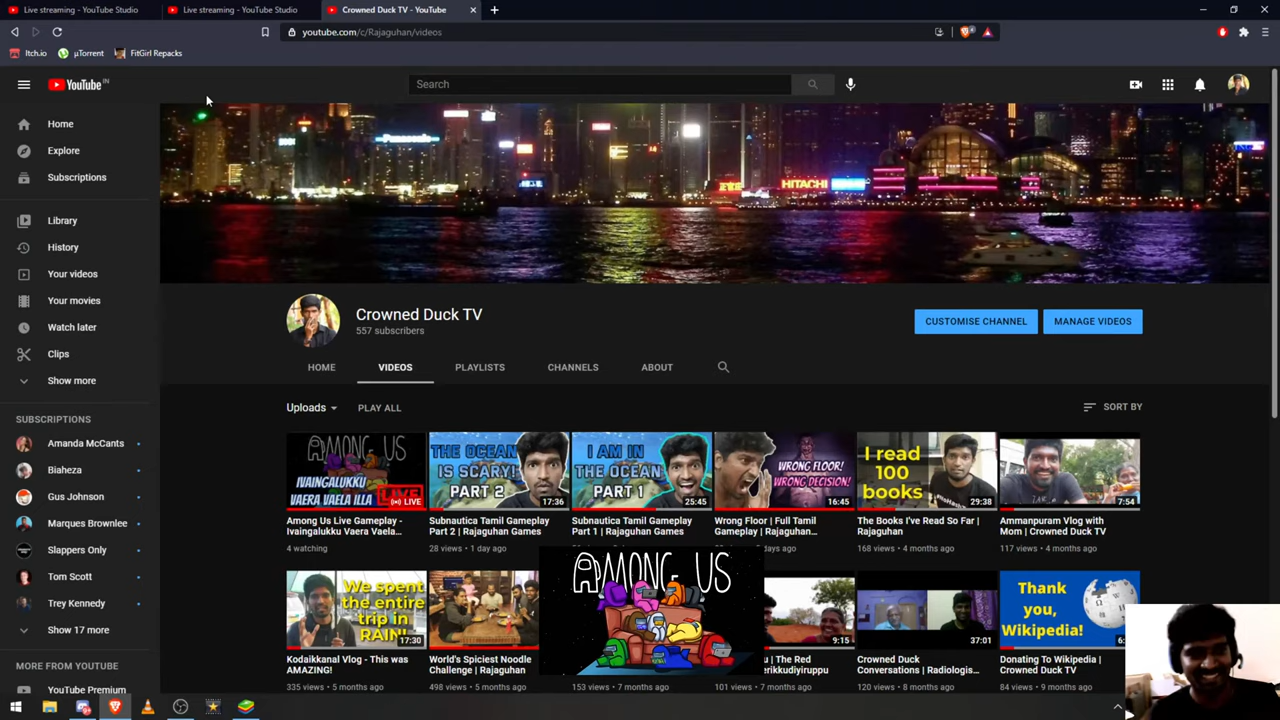 Live streaming - YouTube Studio
Live streaming - YouTube Studio
Crowned Duck TV - YouTube
youtube.com/c/Rajaguhan/videos
Itch.io
µTorrent
FitGirl Repacks
YouTube IN
Search
Home
Explore
Subscriptions
Library
History
Your videos
Your movies
Watch later
Clips
Show more
SUBSCRIPTIONS
Amanda McCants
Biaheza
Gus Johnson
Marques Brownlee
Slappers Only
Tom Scott
Trey Kennedy
Show 17 more
MORE FROM YOUTUBE
YouTube Premium
Panasonic
HITACHI
Crowned Duck TV
557 subscribers
CUSTOMISE CHANNEL
MANAGE VIDEOS
HOME
VIDEOS
PLAYLISTS
CHANNELS
ABOUT
Uploads
PLAY ALL
SORT BY
AMONG US
IVAINGALUKKU
VAERA VAELA ILLA
LIVE
Among Us Live Gameplay -
Ivaingalukku Vaera Vaela...
4 watching
THE OCEAN
IS SCARY!
PART 2
17:36
Subnautica Tamil Gameplay
Part 2 | Rajaguhan Games
28 views • 1 day ago
I AM IN
THE OCEAN
PART 1
25:45
Subnautica Tamil Gameplay
Part 1 | Rajaguhan Games
WRONG FLOOR!
WRONG DECISION!
16:45
Wrong Floor | Full Tamil
Gameplay | Rajaguhan...
days ago
I read
100
books
29:38
The Books I've Read So Far |
Rajaguhan
168 views • 4 months ago
7:54
Ammanpuram Vlog with
Mom | Crowned Duck TV
117 views • 4 months ago
We spent
the entire
trip in
RAIN!
17:30
Kodaikkanal Vlog - This was
AMAZING!
335 views • 5 months ago
World's Spiciest Noodle
Challenge | Rajaguhan
498 views • 5 months ago
AMONG US
153 views • 7 months ago
9:15
| The Red
101 views • 7 months ago
37:01
Crowned Duck
Conversations | Radiologis...
120 views • 8 months ago
Thank
you,
Wikipedia!
Donating To Wikipedia |
Crowned Duck TV
84 views • 9 months ago